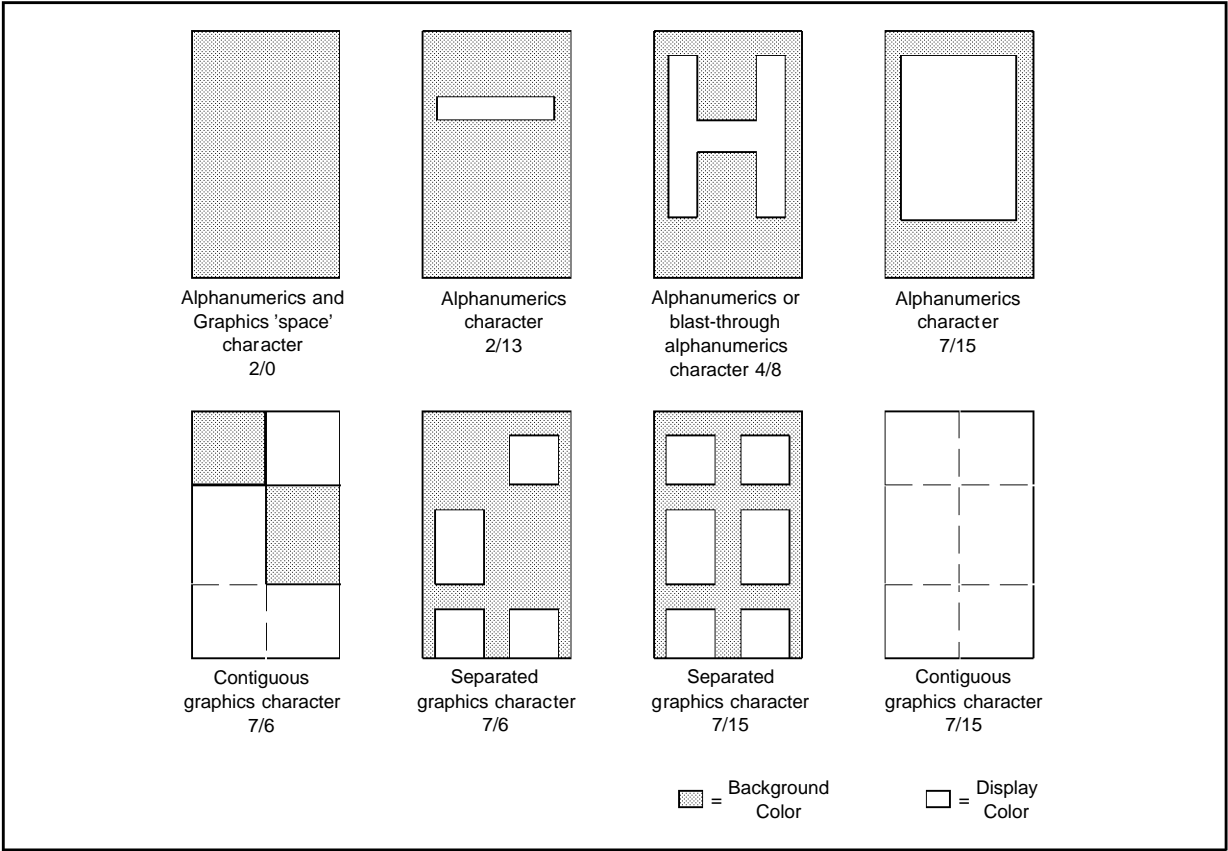 Alphanumerics and
Graphics ’space’
character
2/0
Alphanumerics
character
2/13
Alphanumerics or
blast-through
alphanumerics
character 4/8
Alphanumerics
character
7/15
Contiguous
graphics character
7/6
Separated
graphics character
7/6
Separated
graphics character
7/15
Contiguous
graphics character
7/15
= Background
Color
= Display
Color